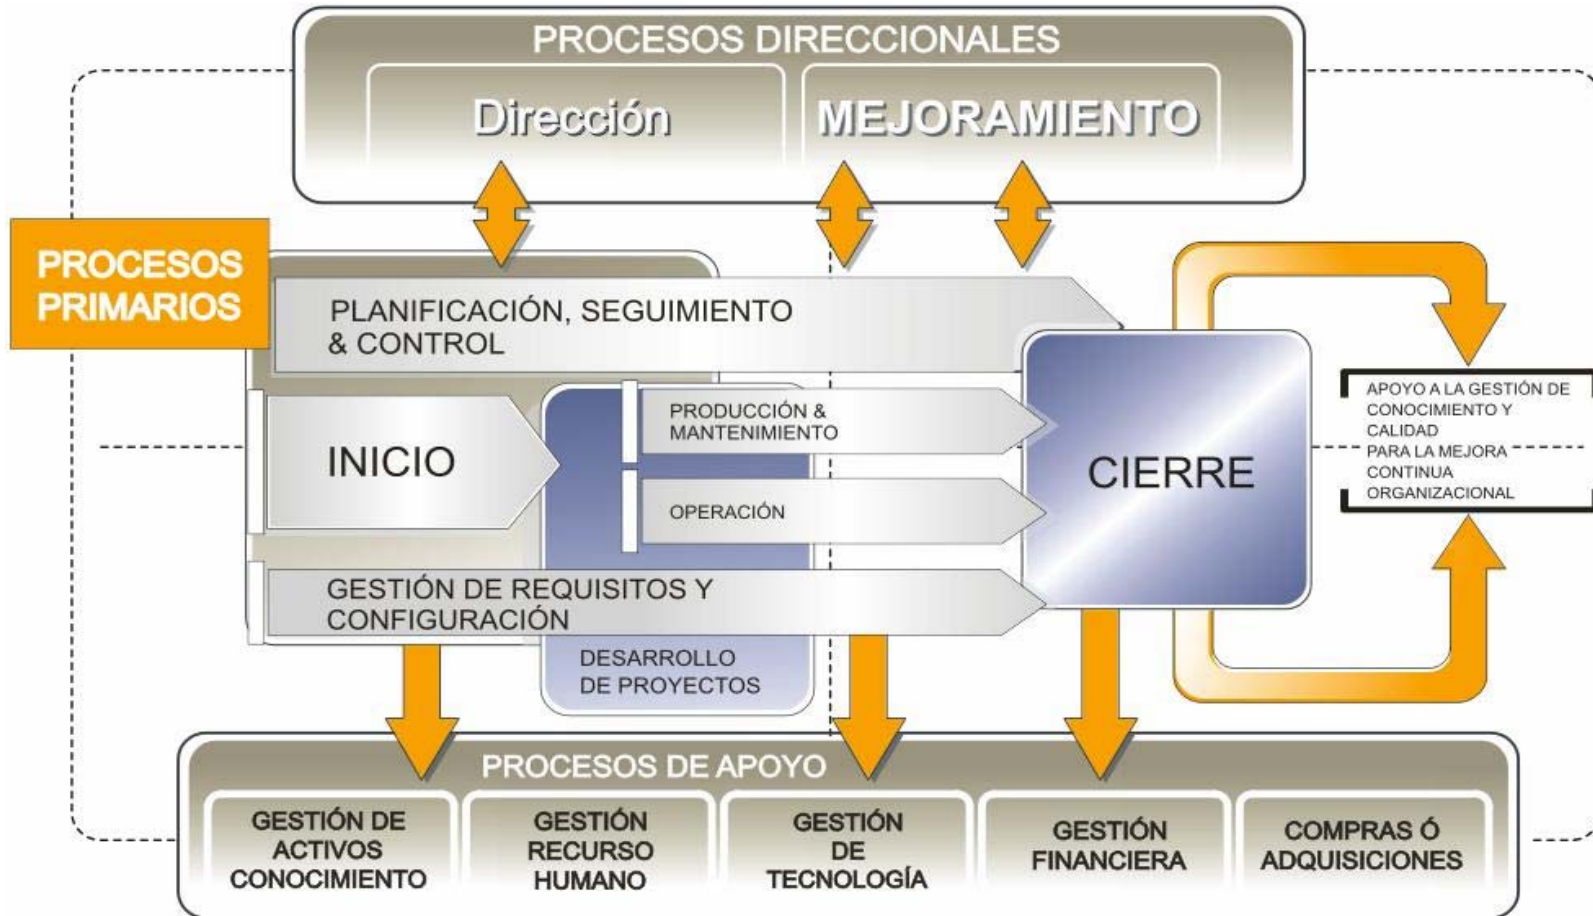 PROCESOS DIRECCIONALES
Dirección
MEJORAMIENTO
PROCESOS
PRIMARIOS
PLANIFICACIÓN, SEGUIMIENTO
& CONTROL
INICIO
PRODUCCIÓN &
MANTENIMIENTO
OPERACIÓN
CIERRE
APOYO A LA GESTIÓN DE
CONOCIMIENTO Y
CALIDAD
PARA LA MEJORA
CONTINUA
ORGANIZACIONAL
GESTIÓN DE REQUISITOS Y
CONFIGURACIÓN
DESARROLLO
DE PROYECTOS
PROCESOS DE APOYO
GESTIÓN DE
ACTIVOS
CONOCIMIENTO
GESTIÓN
RECURSO
HUMANO
GESTIÓN
DE
TECNOLOGÍA
GESTIÓN
FINANCIERA
COMPRAS Ó
ADQUISICIONES